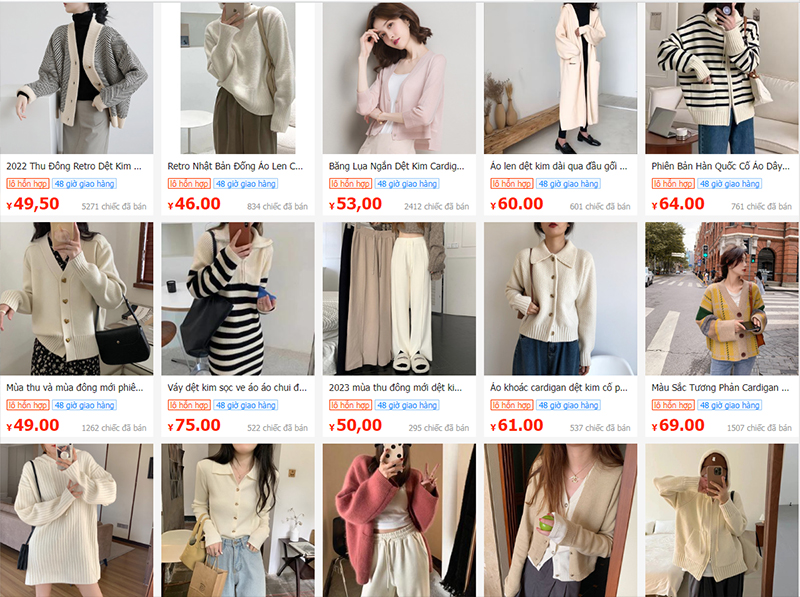 2022 Thu Đông Retro Dệt Kim ...
lô hỗn hợp 48 giờ giao hàng
¥49,50 5271 chiếc đã bán
Retro Nhật Bản Đống Áo Len C...
lô hỗn hợp 48 giờ giao hàng
¥46.00 834 chiếc đã bán
Băng Lụa Ngắn Dệt Kim Cardig...
lô hỗn hợp 48 giờ giao hàng
¥53,00 2412 chiếc đã bán
Áo len dệt kim dài qua đầu gối ...
lô hỗn hợp 48 giờ giao hàng
¥60.00 601 chiếc đã bán
Phiên Bản Hàn Quốc Cổ Áo Dây...
lô hỗn hợp 48 giờ giao hàng
¥64.00 761 chiếc đã bán
Mùa thu và mùa đông mới phiê...
lô hỗn hợp 48 giờ giao hàng
¥49.00 1262 chiếc đã bán
Váy dệt kim sọc ve áo áo chui đ...
lô hỗn hợp 48 giờ giao hàng
¥75.00 522 chiếc đã bán
2023 mùa thu đông mới dệt ki...
lô hỗn hợp 48 giờ giao hàng
¥50,00 295 chiếc đã bán
Áo khoác cardigan dệt kim cổ p...
lô hỗn hợp 48 giờ giao hàng
¥61.00 537 chiếc đã bán
Màu Sắc Tương Phản Cardigan ...
lô hỗn hợp 48 giờ giao hàng
¥69.00 1507 chiếc đã bán